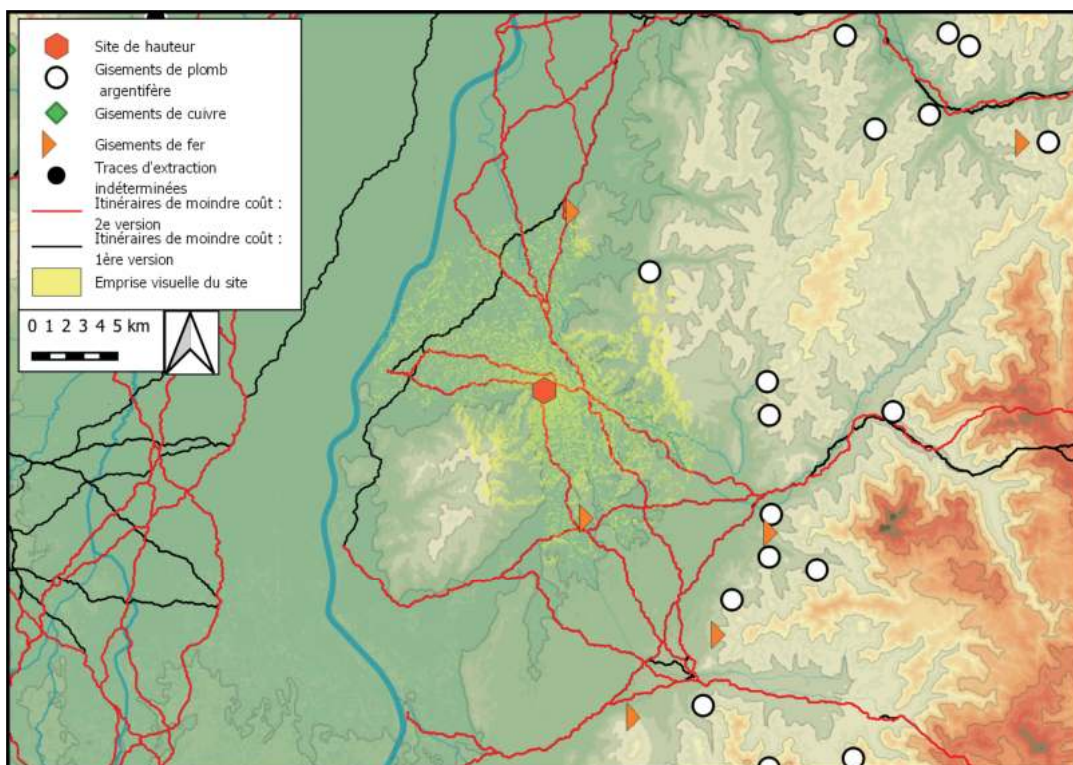 Site de hauteur
Gisements de plomb
argentifère
Gisements de cuivre
Gisements de fer
Traces d'extraction
indéterminées
Itinéraires de moindre coût :
2e version
Itinéraires de moindre coût :
1ère version
Emprise visuelle du site
0 1 2 3 4 5 km